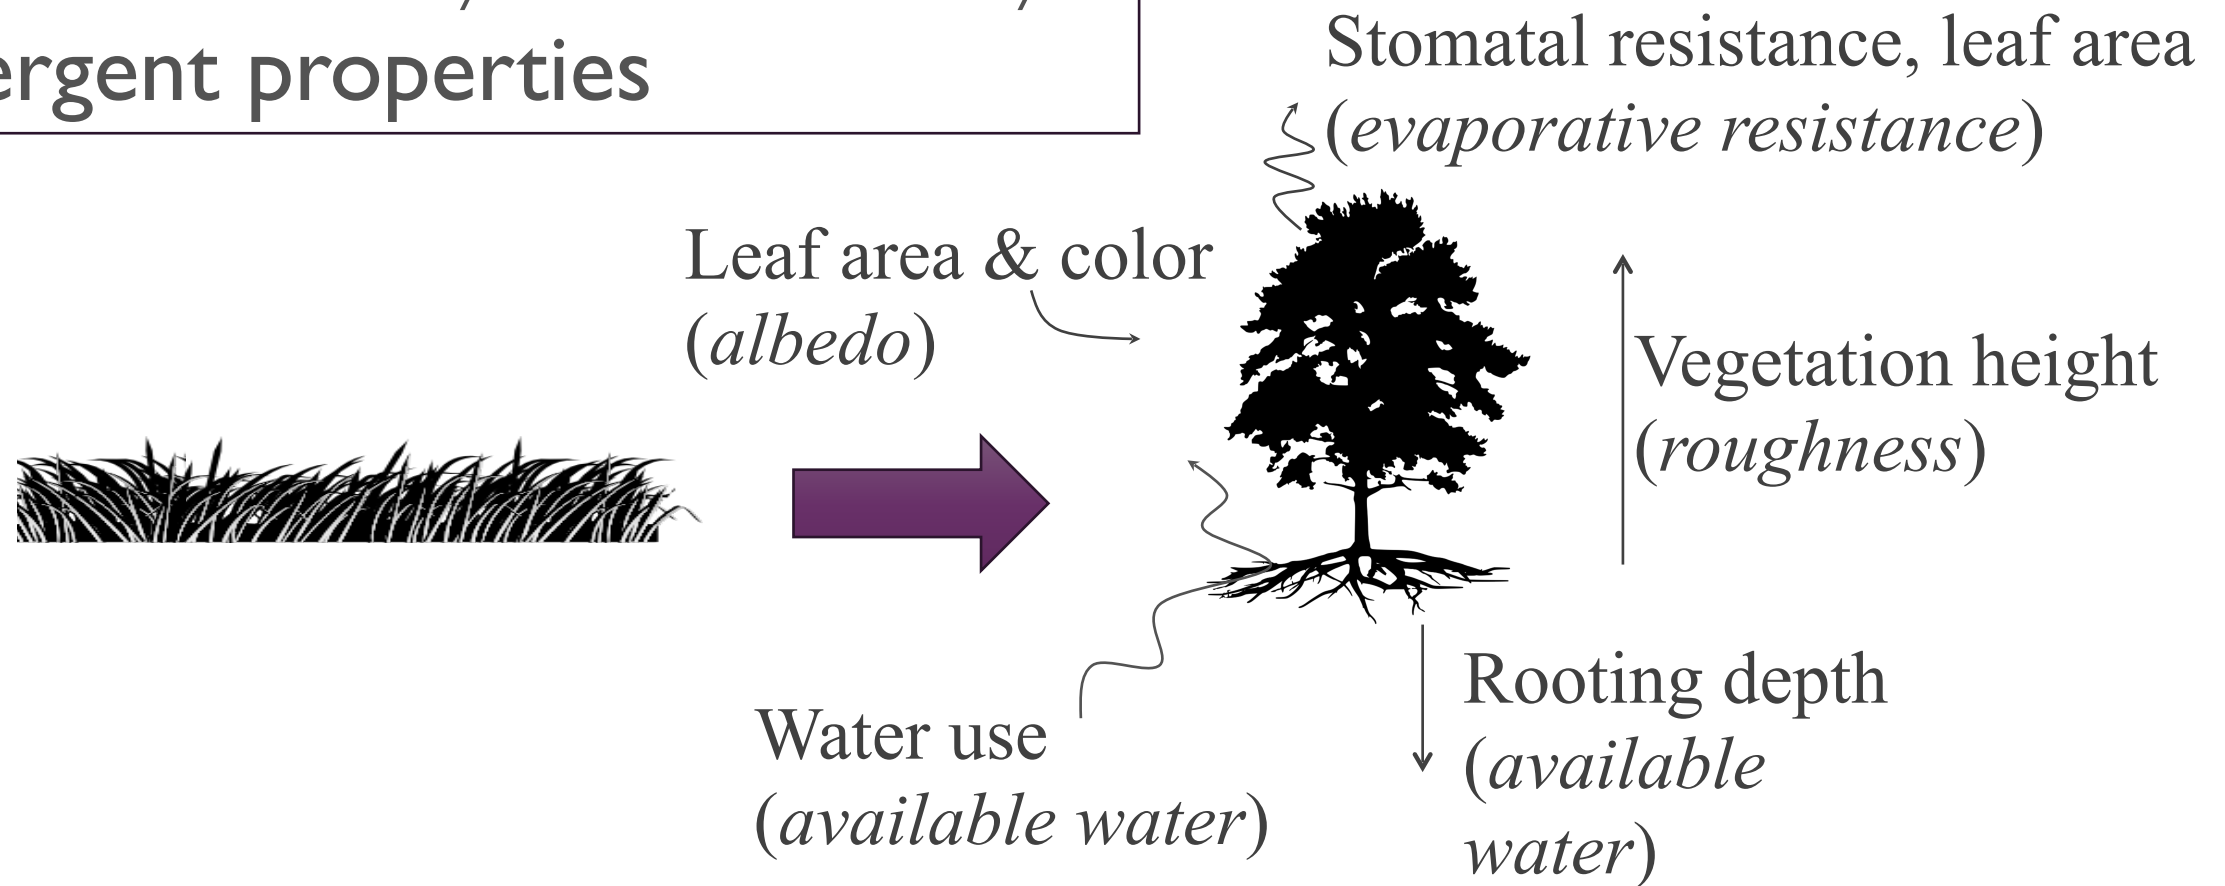 ergent properties
Stomatal resistance, leaf area
(evaporative resistance)
Leaf area & color
(albedo)
Vegetation height
(roughness)
Water use
(available water)
Rooting depth
(available
water)